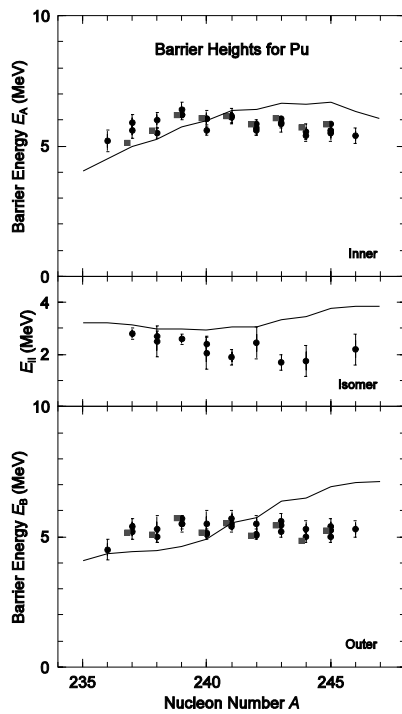 10
Barrier Heights for Pu
Barrier Energy E_A (MeV)
5
Inner
0
4
E_II (MeV)
2
Isomer
10
Barrier Energy E_B (MeV)
5
Outer
0
235 240 245
Nucleon Number A